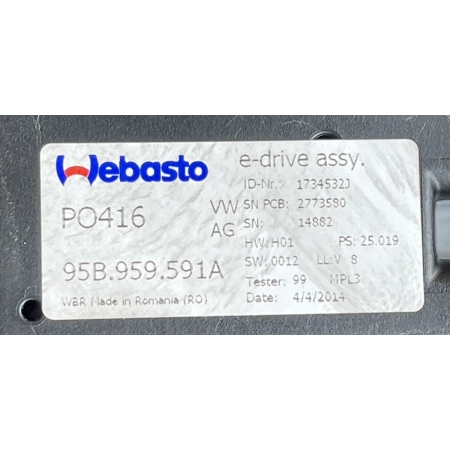 Webasto
e-drive assy.
PO416
VW AG
ID-Nr.: 1734532J
SN PCB: 2773580
SN: 14882
HW: H01 PS: 25.019
95B.959.591A
SW:.0012 LL:V 8
Tester: 99 MPL3
WBR Made in Romania (RO)
Date: 4/4/2014